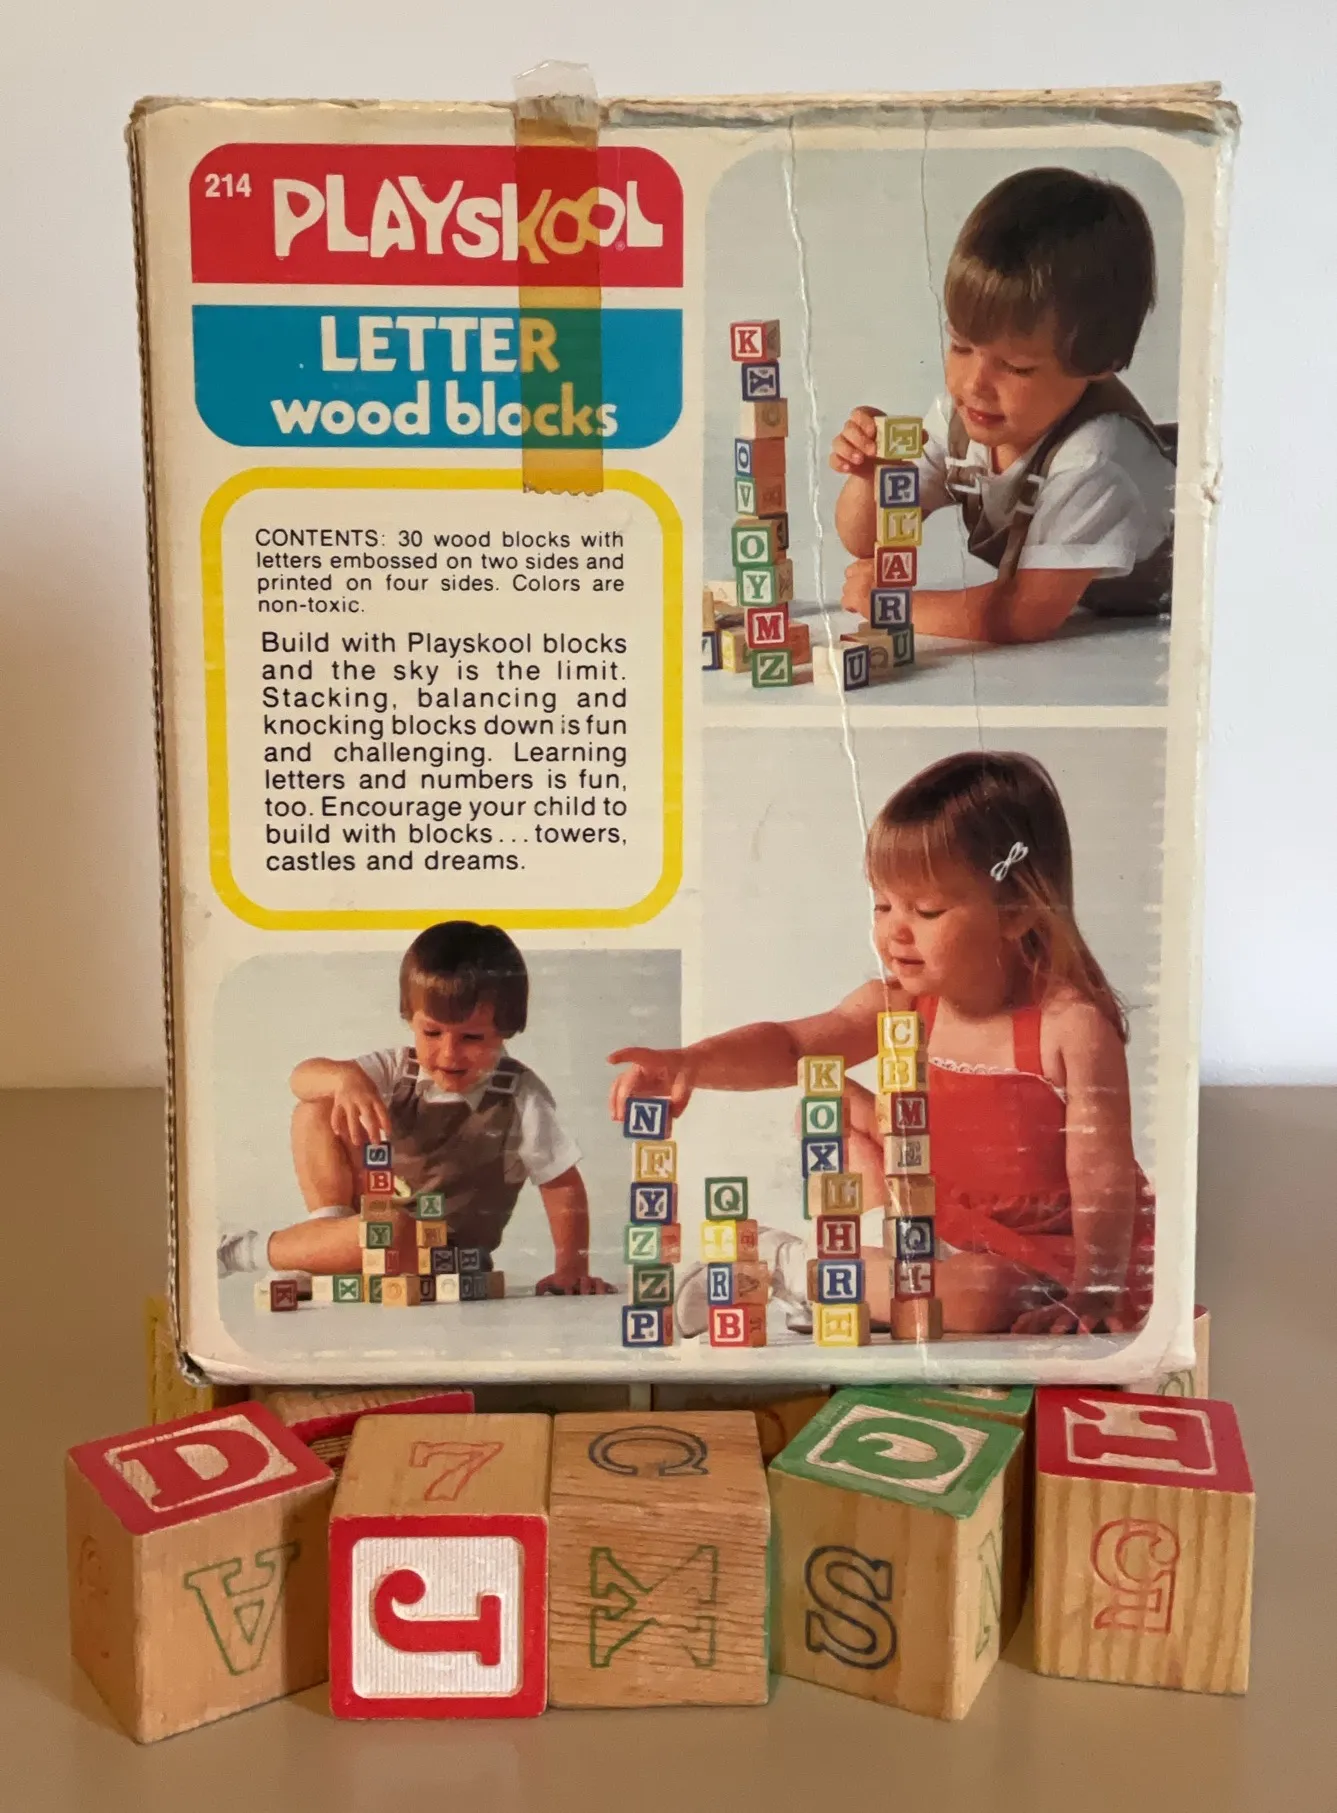 214 PLAYSKOOL®
LETTER
wood blocks
CONTENTS: 30 wood blocks with
letters embossed on two sides and
printed on four sides. Colors are
non-toxic.
Build with Playskool blocks
and the sky is the limit.
Stacking, balancing and
knocking blocks down is fun
and challenging. Learning
letters and numbers is fun,
too. Encourage your child to
build with blocks...towers,
castles and dreams.
K
O
V
O
Y
M
Z
F
P
L
A
R
U
U
S
B
Y
X
K
X
Z
O
U
R
N
F
Y
Z
Z
P
Q
I
R
B
K
O
X
L
H
R
H
C
B
M
E
Q
I
D
7
C
G
L
A
J
K
S
5